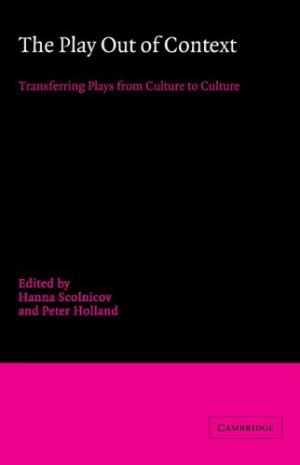 The Play Out of Context
Transferring Plays from Culture to Culture
Edited by
Hanna Scolnicov
and Peter Holland
CAMBRIDGE